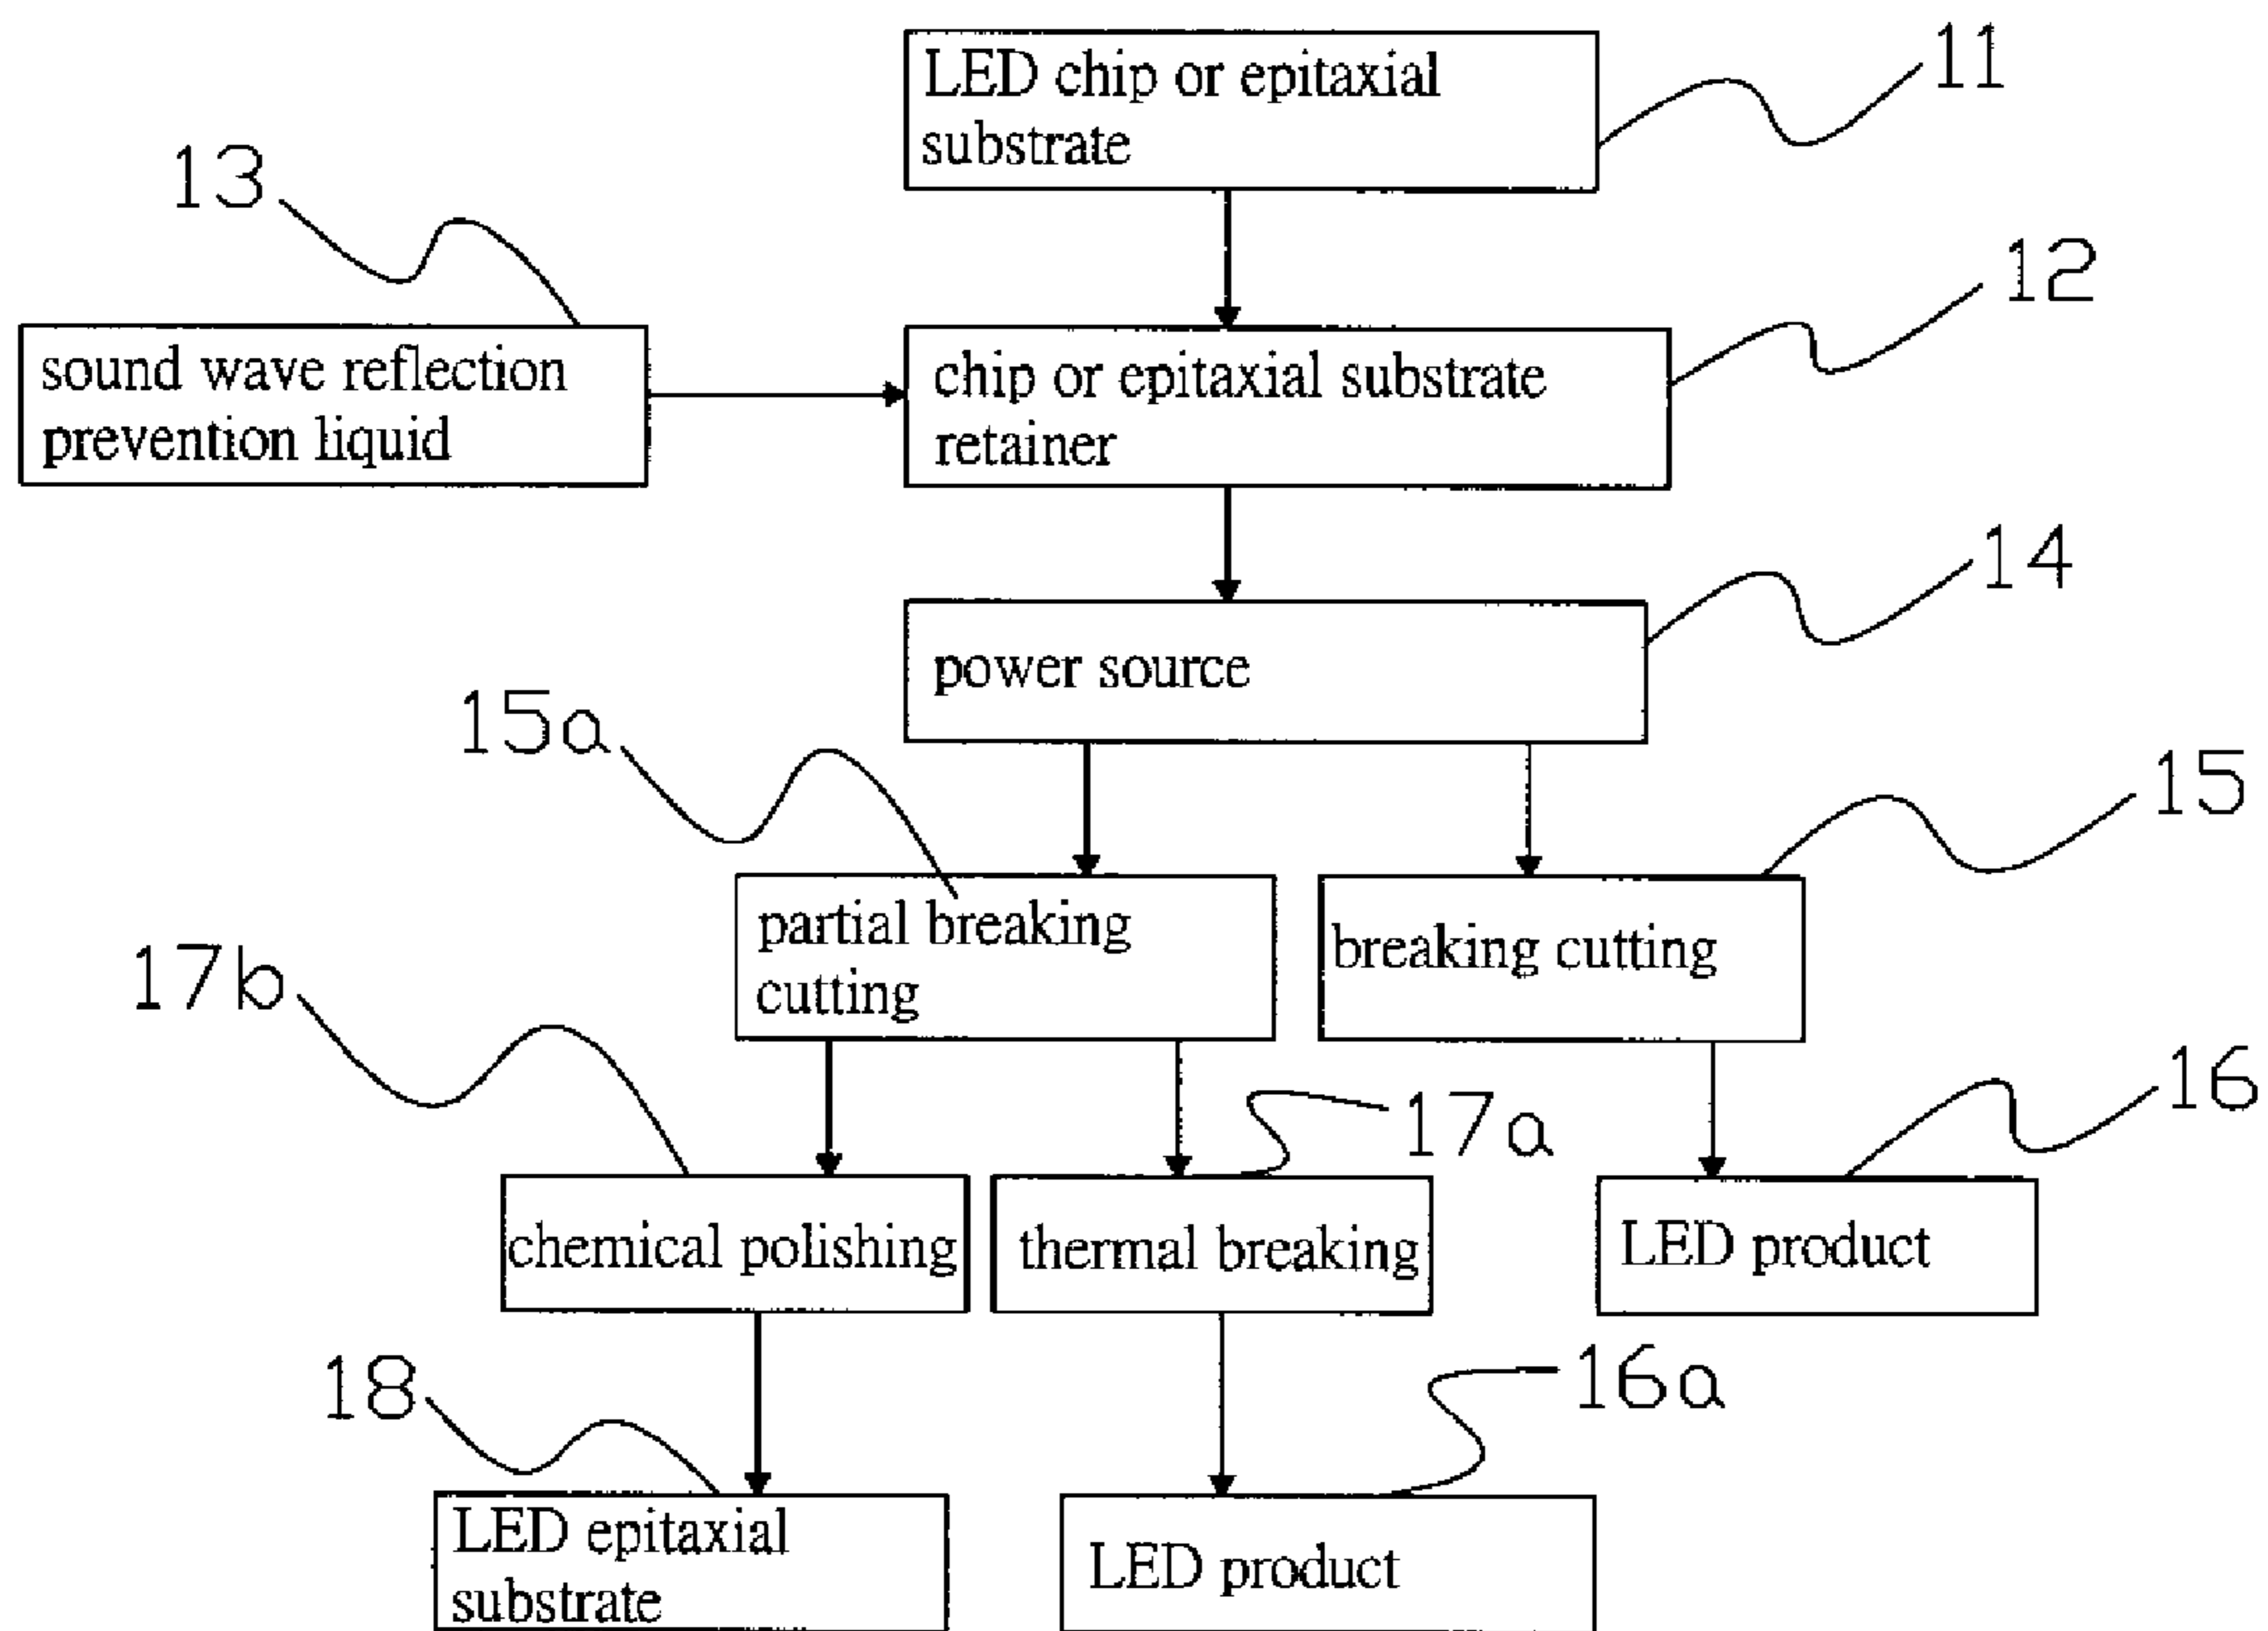 LED chip or epitaxial
substrate
11
13
12
sound wave reflection
prevention liquid
chip or epitaxial substrate
retainer
14
power source
15a
15
partial breaking
cutting
breaking cutting
17b
17a
16
chemical polishing
thermal breaking
LED product
18
16a
LED epitaxial
substrate
LED product